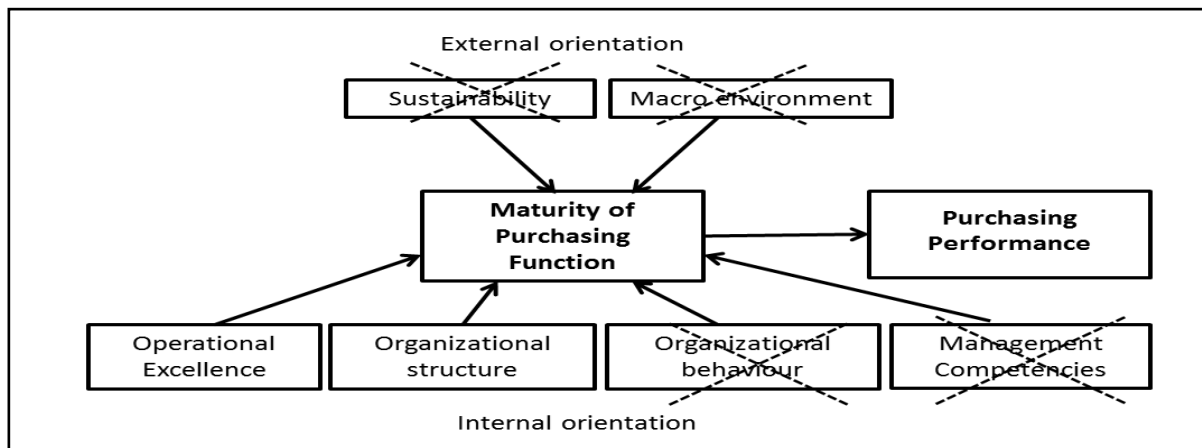 External orientation
Sustainability
Macro environment
Maturity of
Purchasing
Function
Purchasing
Performance
Operational
Excellence
Organizational
structure
Organizational
behaviour
Management
Competencies
Internal orientation